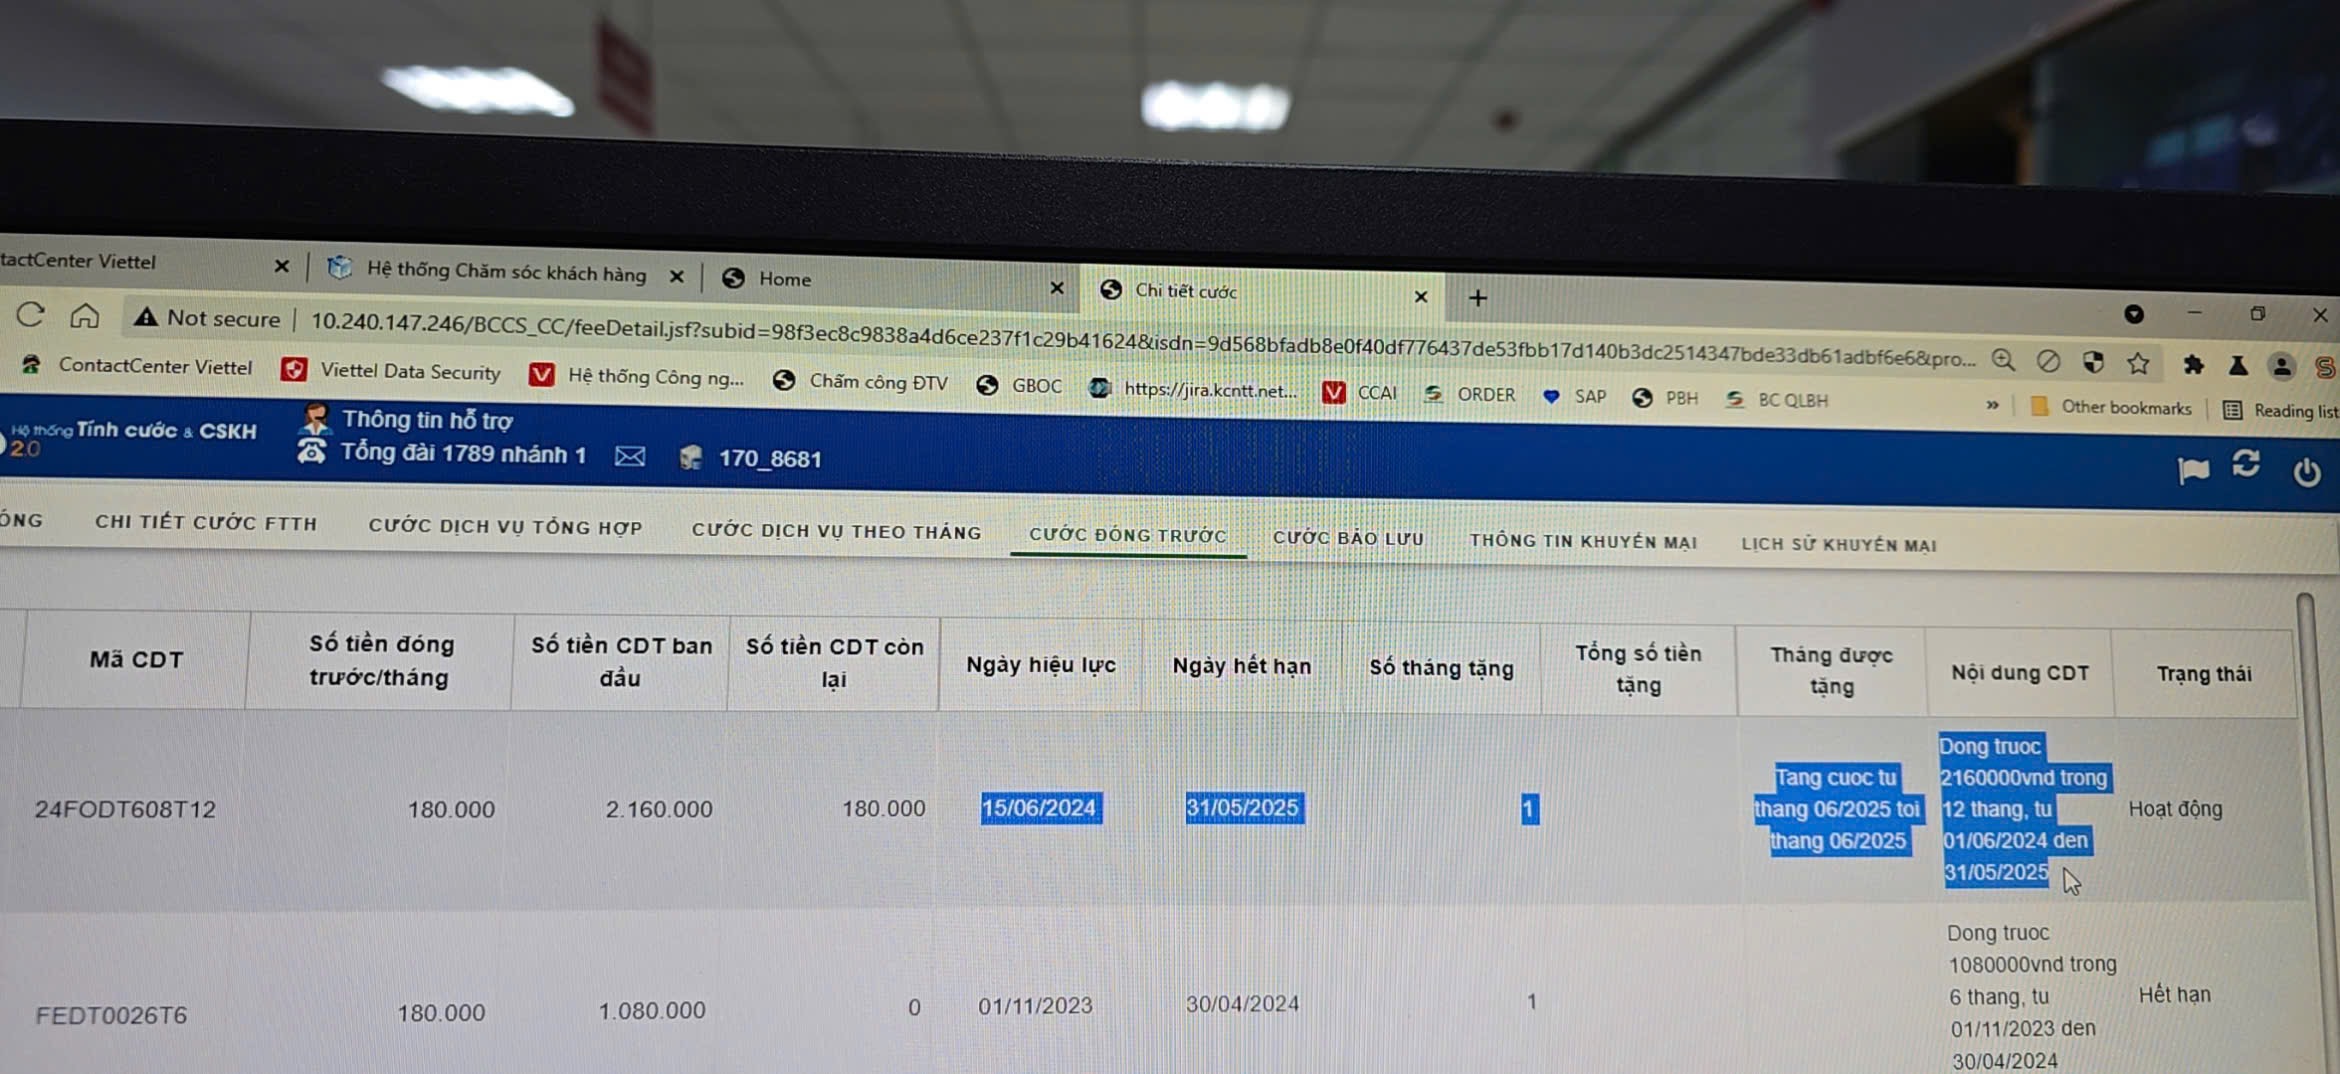 tactCenter Viettel
Hệ thống Chăm sóc khách hàng
Home
Chi tiết cước
Not secure
10.240.147.246/BCCS_CC/feeDetail.jsf?subid=98f3ec8c9838a4d6ce237f1c29b41624&isdn=9d568bfadb8e0f40df776437de53fbb17d140b3dc2514347bde33db61adbf6e6&pro...
ContactCenter Viettel
Viettel Data Security
Hệ thống Công ng...
Chấm công ĐTV
GBOC
https://jira.kcntt.net...
CCAI
ORDER
SAP
PBH
BC QLBH
»
Other bookmarks
Reading list
Hệ thống Tính cước & CSKH
2.0
Thông tin hỗ trợ
Tổng đài 1789 nhánh 1
170_8681
ÓNG
CHI TIẾT CƯỚC FTTH
CƯỚC DỊCH VỤ TỔNG HỢP
CƯỚC DỊCH VỤ THEO THÁNG
CƯỚC ĐÓNG TRƯỚC
CƯỚC BẢO LƯU
THÔNG TIN KHUYẾN MẠI
LỊCH SỬ KHUYẾN MẠI
Mã CDT
Số tiền đóng
trước/tháng
Số tiền CDT ban
đầu
Số tiền CDT còn
lại
Ngày hiệu lực
Ngày hết hạn
Số tháng tặng
Tổng số tiền
tặng
Tháng được
tặng
Nội dung CDT
Trạng thái
24FODT608T12
180.000
2.160.000
180.000
15/06/2024
31/05/2025
1
Tang cuoc tu
thang 06/2025 toi
thang 06/2025
Dong truoc
2160000vnd trong
12 thang, tu
01/06/2024 den
31/05/2025
Hoạt động
FEDT0026T6
180.000
1.080.000
0
01/11/2023
30/04/2024
1
Dong truoc
1080000vnd trong
6 thang, tu
01/11/2023 den
30/04/2024
Hết hạn